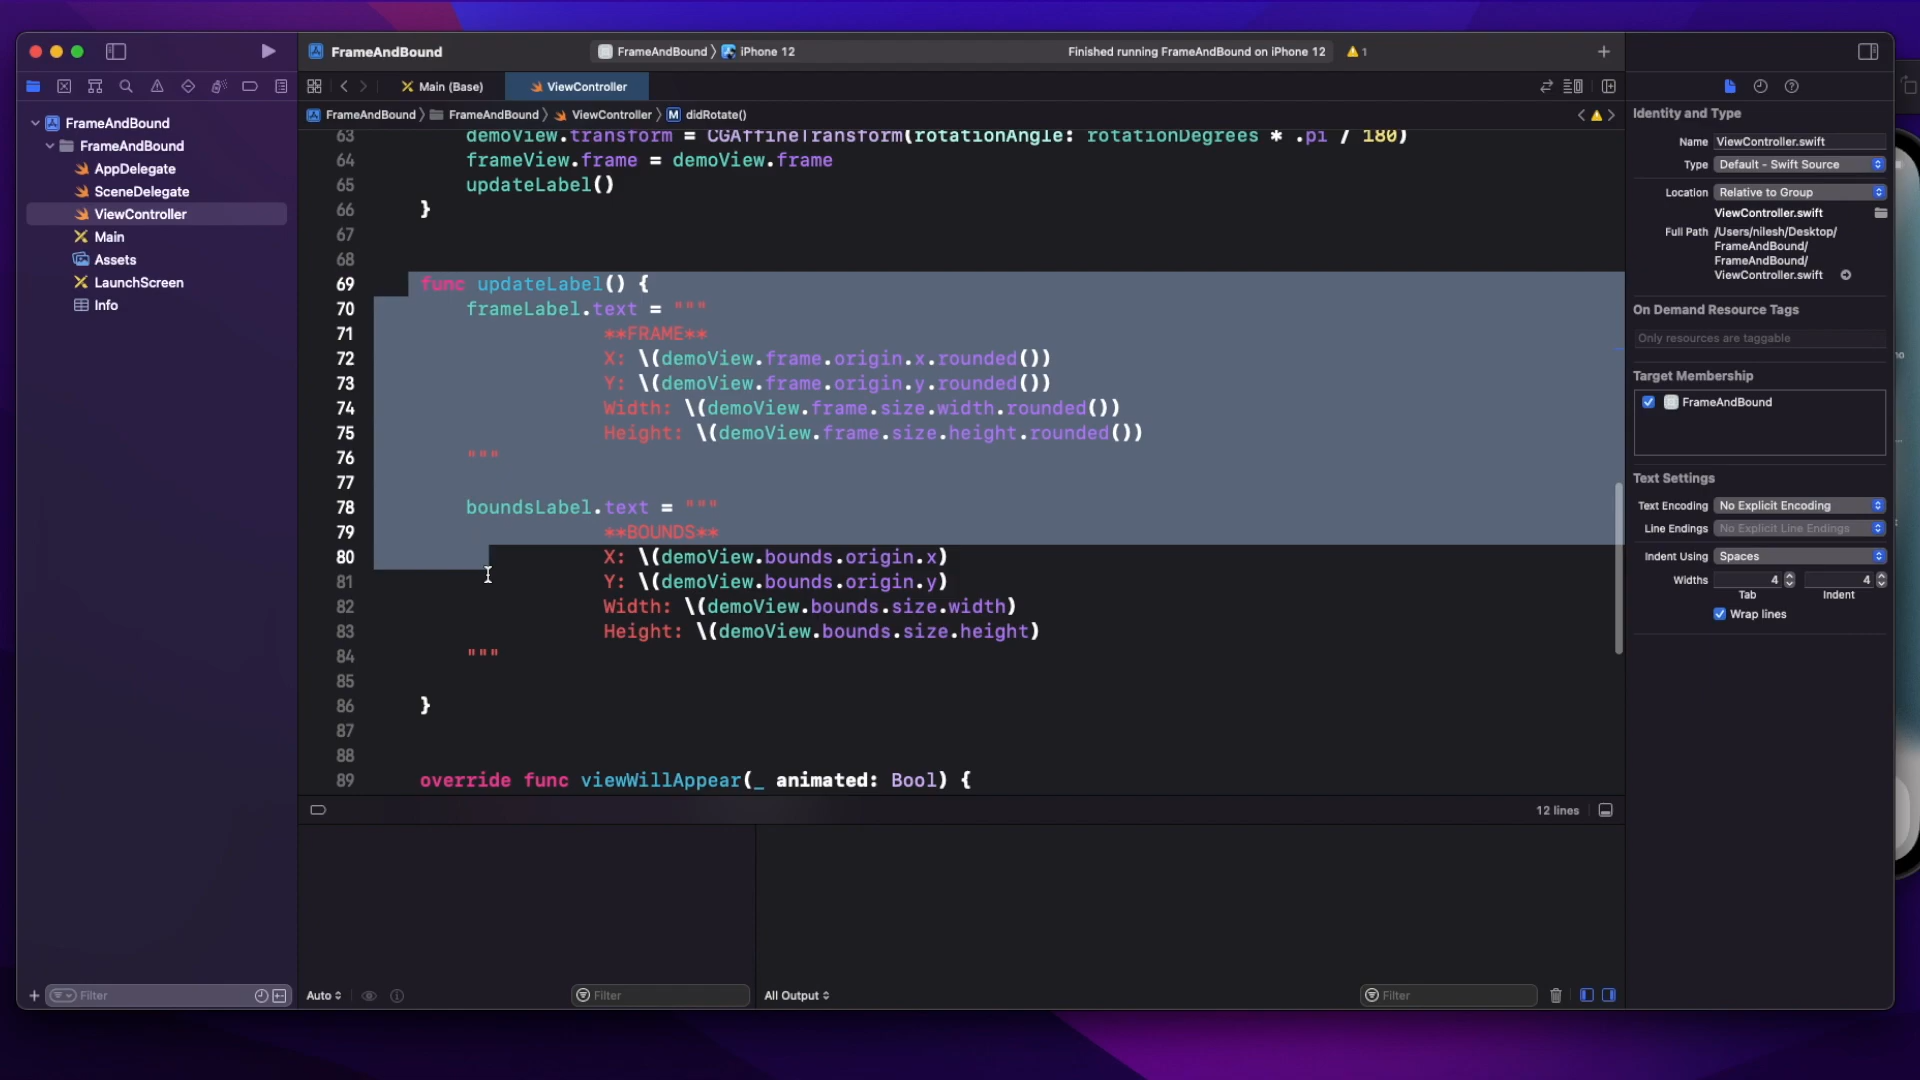 FrameAndBound
FrameAndBound
iPhone 12
Finished running FrameAndBound on iPhone 12
1
Main (Base)
ViewController
FrameAndBound
FrameAndBound
ViewController
M
didRotate()
FrameAndBound
FrameAndBound
AppDelegate
SceneDelegate
ViewController
Main
Assets
LaunchScreen
Info
63 demoView.transform = CGAffineTransform(rotationAngle: rotationDegrees * .pi / 180)
64 frameView.frame = demoView.frame
65 updateLabel()
66 }
67
68
69 func updateLabel() {
70 frameLabel.text = """
71 **FRAME**
72 X: \(demoView.frame.origin.x.rounded())
73 Y: \(demoView.frame.origin.y.rounded())
74 Width: \(demoView.frame.size.width.rounded())
75 Height: \(demoView.frame.size.height.rounded())
76 """
77
78 boundsLabel.text = """
79 **BOUNDS**
80 X: \(demoView.bounds.origin.x)
81 Y: \(demoView.bounds.origin.y)
82 Width: \(demoView.bounds.size.width)
83 Height: \(demoView.bounds.size.height)
84 """
85
86 }
87
88
89 override func viewWillAppear(_ animated: Bool) {
12 lines
Filter
Auto
Filter
All Output
Filter
Identity and Type
Name ViewController.swift
Type Default - Swift Source
Location Relative to Group
ViewController.swift
Full Path /Users/nilesh/Desktop/
FrameAndBound/
FrameAndBound/
ViewController.swift
On Demand Resource Tags
Only resources are taggable
Target Membership
FrameAndBound
Text Settings
Text Encoding No Explicit Encoding
Line Endings No Explicit Line Endings
Indent Using Spaces
Widths 4 4
Tab Indent
Wrap lines